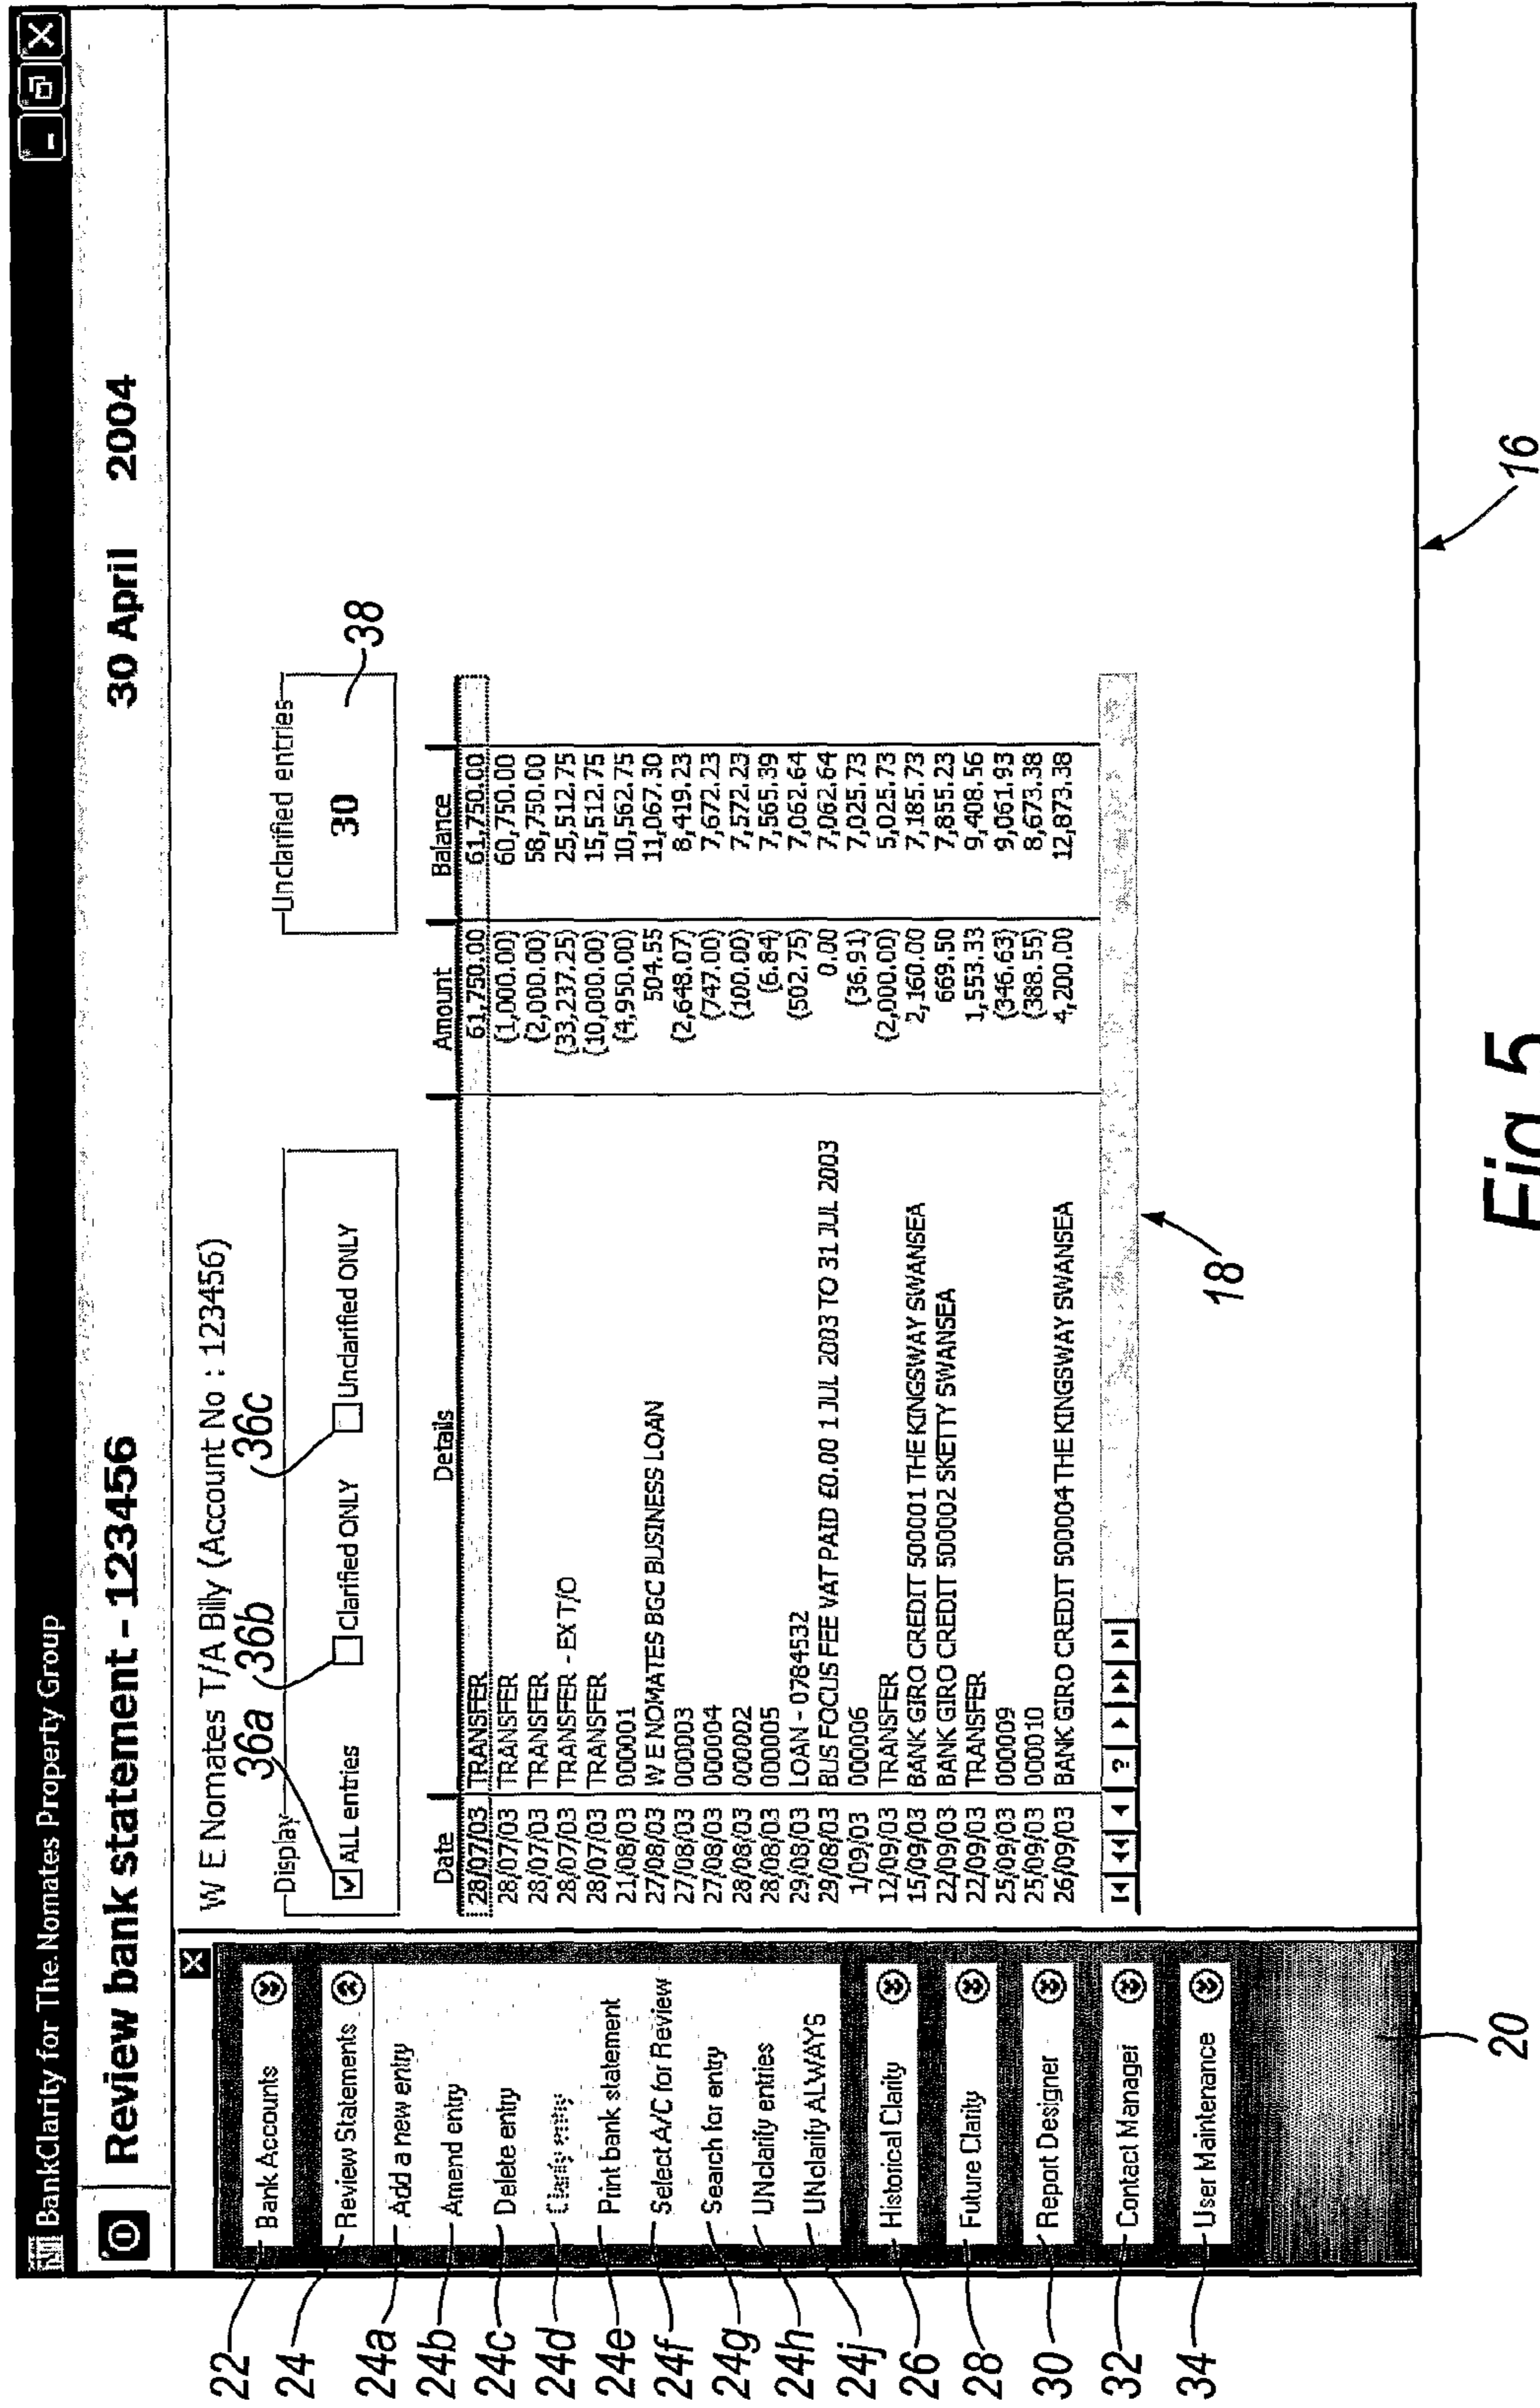 BankClarity for The Nomates Property Group
Review bank statement - 123456 30 April 2004
W E Nomates T/A Billy (Account No : 123456)
36a 36b 36c
Display
ALL entries Clarified ONLY Unclarified ONLY
Unclarified entries
30
38
Date Details Amount Balance
28/07/03 TRANSFER 61,750.00 61,750.00
28/07/03 TRANSFER (1,000.00) 60,750.00
28/07/03 TRANSFER (2,000.00) 58,750.00
28/07/03 TRANSFER - EX T/O (33,237.25) 25,512.75
28/07/03 TRANSFER (10,000.00) 15,512.75
21/08/03 000001 (4,950.00) 10,562.75
27/08/03 W E NOMATES BGC BUSINESS LOAN 504.55 11,067.30
27/08/03 000003 (2,648.07) 8,419.23
27/08/03 000004 (747.00) 7,672.23
28/08/03 000002 (100.00) 7,572.23
28/08/03 000005 (6.84) 7,565.39
29/08/03 LOAN - 0784532 (502.75) 7,062.64
29/08/03 BUS FOCUS FEE VAT PAID £0.00 1 JUL 2003 TO 31 JUL 2003 0.00 7,062.64
1/09/03 000006 (36.91) 7,025.73
12/09/03 TRANSFER (2,000.00) 5,025.73
15/09/03 BANK GIRO CREDIT 500001 THE KINGSWAY SWANSEA 2,160.00 7,185.73
22/09/03 BANK GIRO CREDIT 500002 SKETTY SWANSEA 669.50 7,855.23
22/09/03 TRANSFER 1,553.33 9,408.56
25/09/03 000009 (346.63) 9,061.93
25/09/03 000010 (388.55) 8,673.38
26/09/03 BANK GIRO CREDIT 500004 THE KINGSWAY SWANSEA 4,200.00 12,873.38
?
22 Bank Accounts
24 Review Statements
24a Add a new entry
24b Amend entry
24c Delete entry
24d Clarify entry
24e Print bank statement
24f Select A/C for Review
24g Search for entry
24h UNclarify entries
24j UNclarify ALWAYS
26 Historical Clarity
28 Future Clarity
30 Report Designer
32 Contact Manager
34 User Maintenance
18
16
20
Fig.5